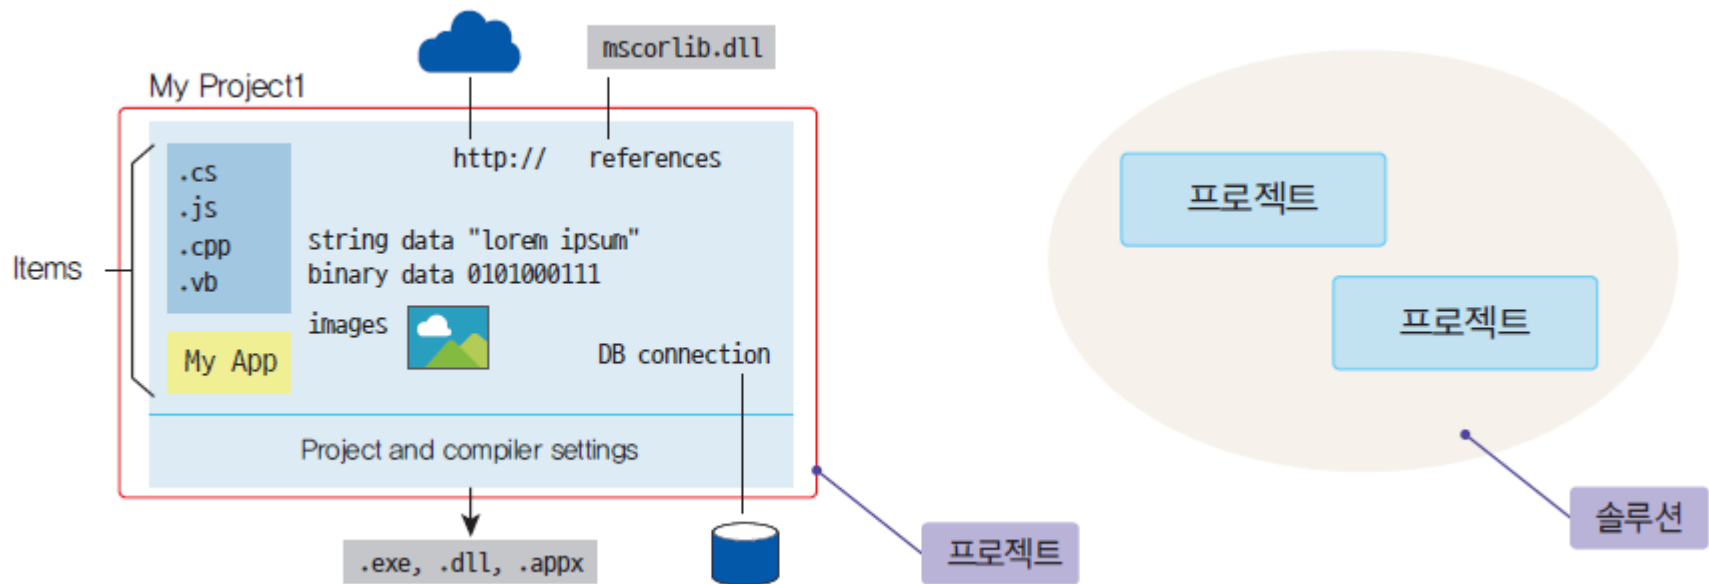 mscorlib.dll
My Project1
http://
references
.cs
.js
.cpp
.vb
Items
string data "lorem ipsum"
binary data 0101000111
images
My App
DB connection
Project and compiler settings
.exe, .dll, .appx
프로젝트
프로젝트
프로젝트
솔루션